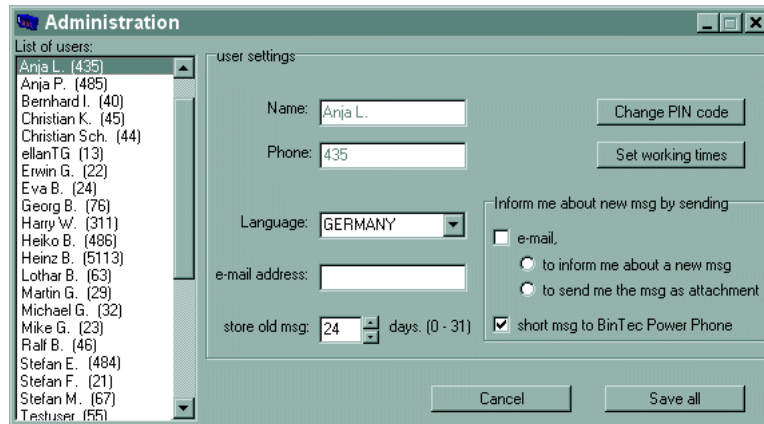 Administration
List of users:
Anja L. (435)
Anja P. (485)
Bernhard I. (40)
Christian K. (45)
Christian Sch. (44)
ellanTG (13)
Erwin G. (22)
Eva B. (24)
Georg B. (76)
Harry W. (311)
Heiko B. (486)
Heinz B. (5113)
Lothar B. (63)
Martin G. (29)
Michael G. (32)
Mike G. (23)
Ralf B. (46)
Stefan E. (484)
Stefan F. (21)
Stefan M. (67)
Testuser (55)
user settings
Name: Anja L.
Change PIN code
Phone: 435
Set working times
Language: GERMANY
e-mail address:
store old msg: 24 days. (0 - 31)
Inform me about new msg by sending
e-mail,
to inform me about a new msg
to send me the msg as attachment
short msg to BinTec Power Phone
Cancel
Save all